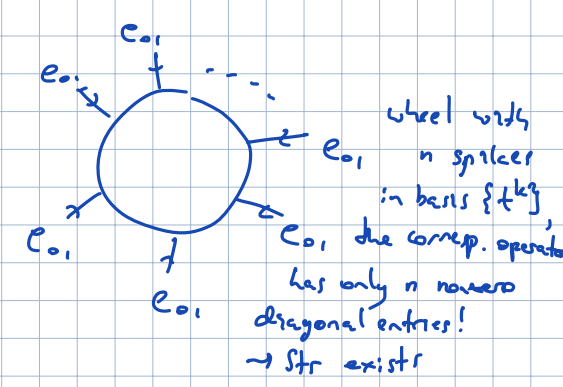 e₀₁
e₀₁
e₀₁
e₀₁
e₀₁
e₀₁
wheel with
n spikes
in basis {t^k},
the corresp. operator
has only n nonzero
diagonal entries!
→ Str exists